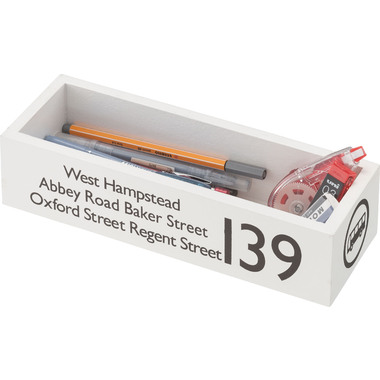 West Hampstead
Abbey Road Baker Street
Oxford Street Regent Street
139